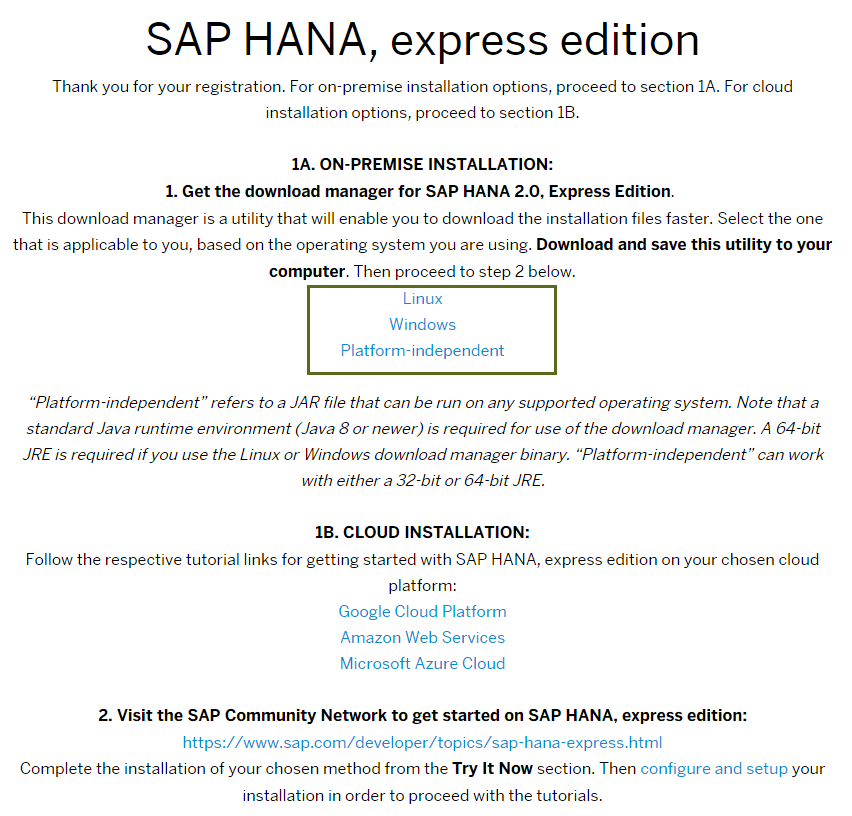 SAP HANA, express edition
Thank you for your registration. For on-premise installation options, proceed to section 1A. For cloud
installation options, proceed to section 1B.
1A. ON-PREMISE INSTALLATION:
1. Get the download manager for SAP HANA 2.0, Express Edition.
This download manager is a utility that will enable you to download the installation files faster. Select the one
that is applicable to you, based on the operating system you are using. Download and save this utility to your
computer. Then proceed to step 2 below.
Linux
Windows
Platform-independent
“Platform-independent” refers to a JAR file that can be run on any supported operating system. Note that a
standard Java runtime environment (Java 8 or newer) is required for use of the download manager. A 64-bit
JRE is required if you use the Linux or Windows download manager binary. “Platform-independent” can work
with either a 32-bit or 64-bit JRE.
1B. CLOUD INSTALLATION:
Follow the respective tutorial links for getting started with SAP HANA, express edition on your chosen cloud
platform:
Google Cloud Platform
Amazon Web Services
Microsoft Azure Cloud
2. Visit the SAP Community Network to get started on SAP HANA, express edition:
https://www.sap.com/developer/topics/sap-hana-express.html
Complete the installation of your chosen method from the Try It Now section. Then configure and setup your
installation in order to proceed with the tutorials.